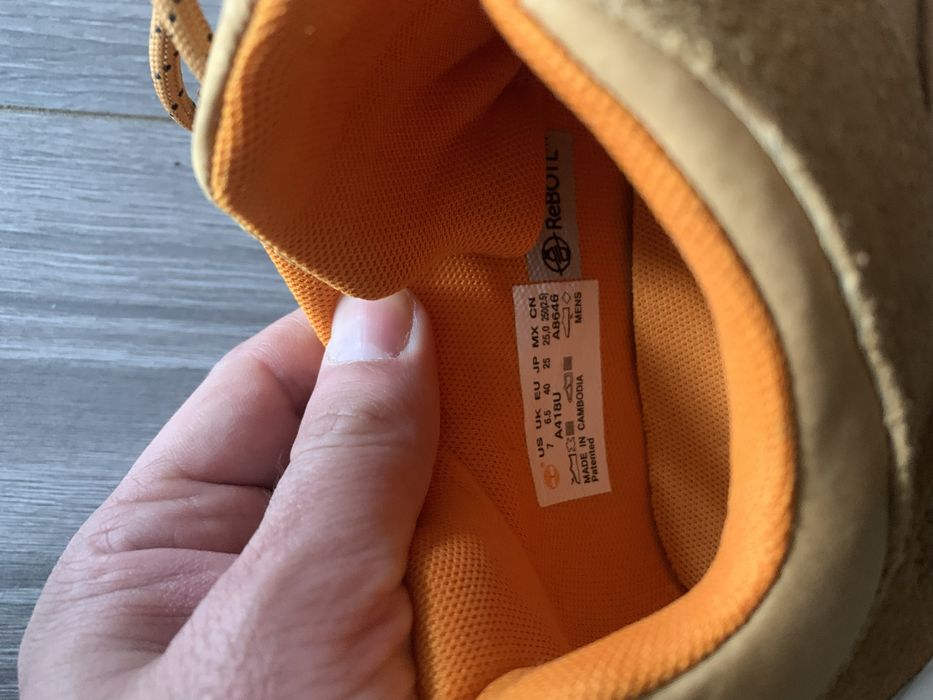 ReBOTL
US UK EU JP MX CN
7 6.5 40 25 25,0 250(2.5)
A418U A8646
MENS
MADE IN CAMBODIA
Patented